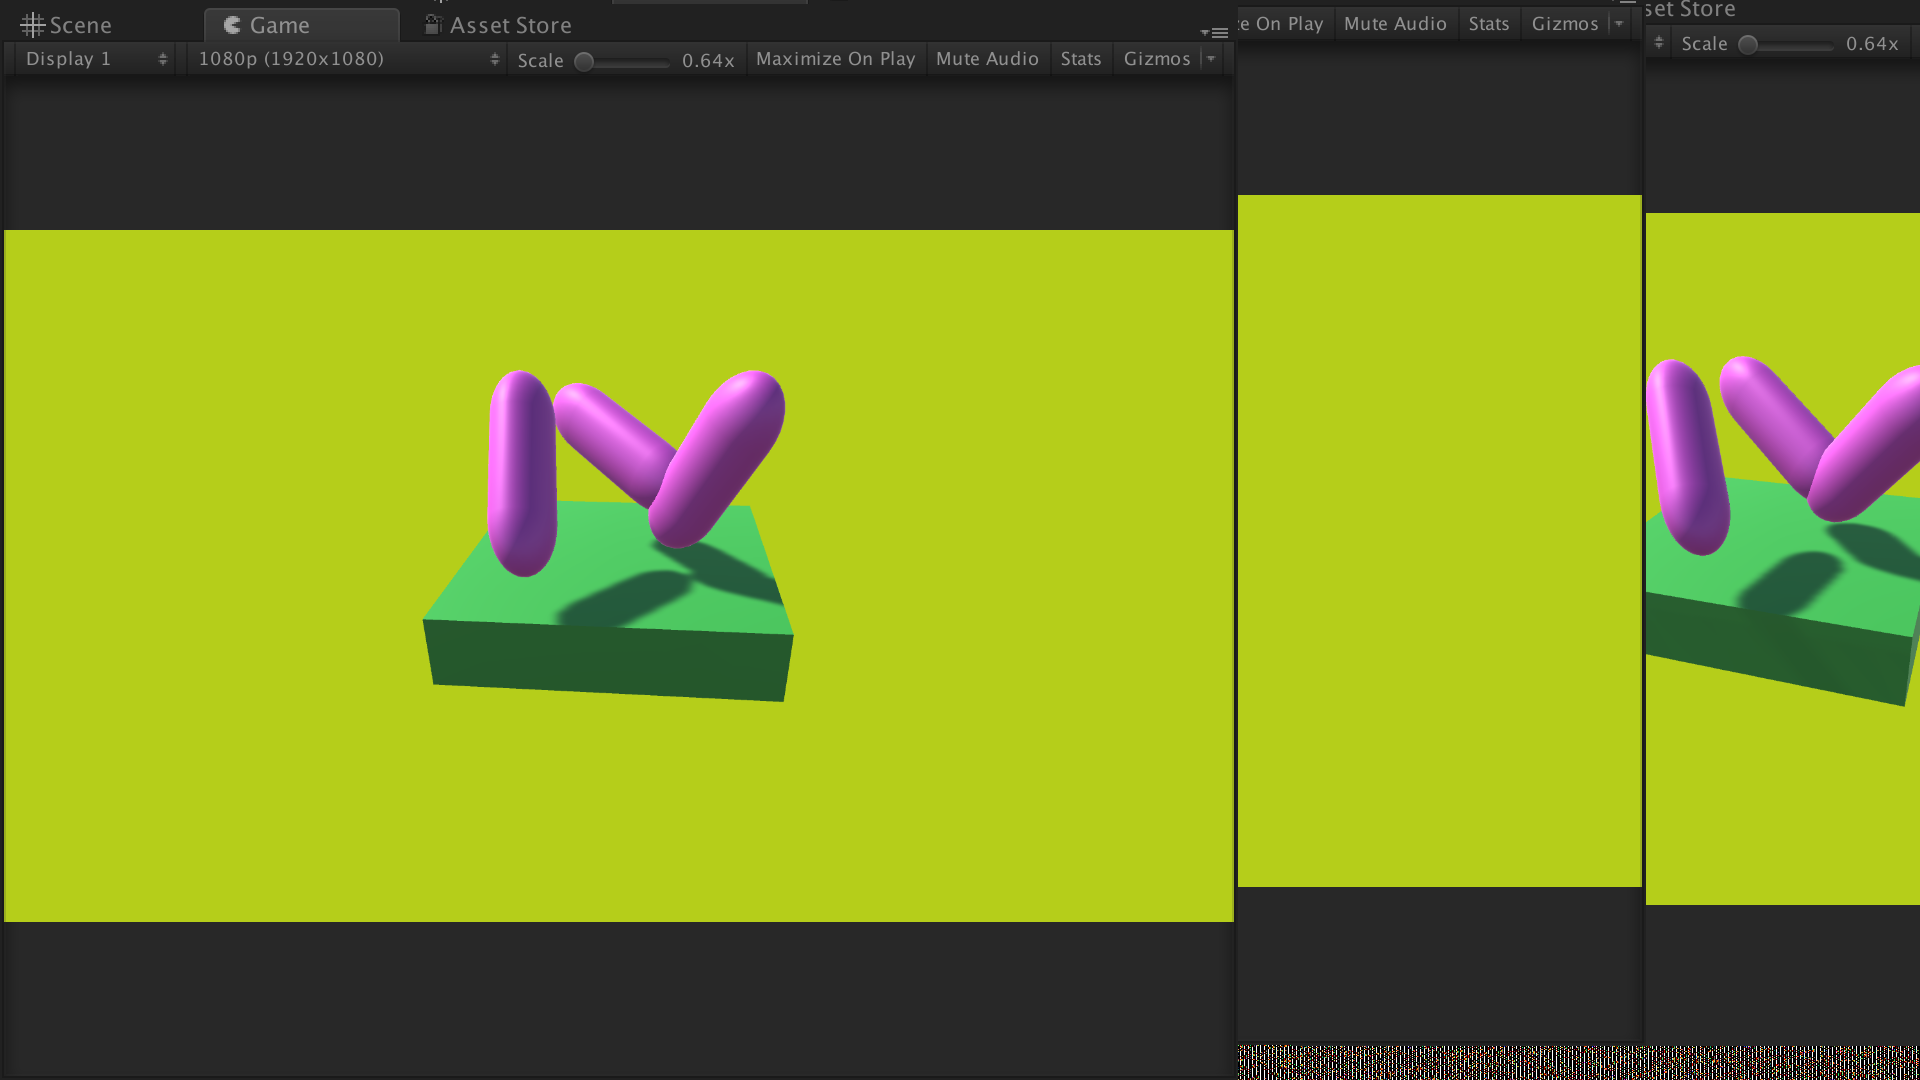 Scene Game Asset Store
Display 1 1080p (1920x1080) Scale 0.64x Maximize On Play Mute Audio Stats Gizmos
On Play Mute Audio Stats Gizmos
Store
Scale 0.64x